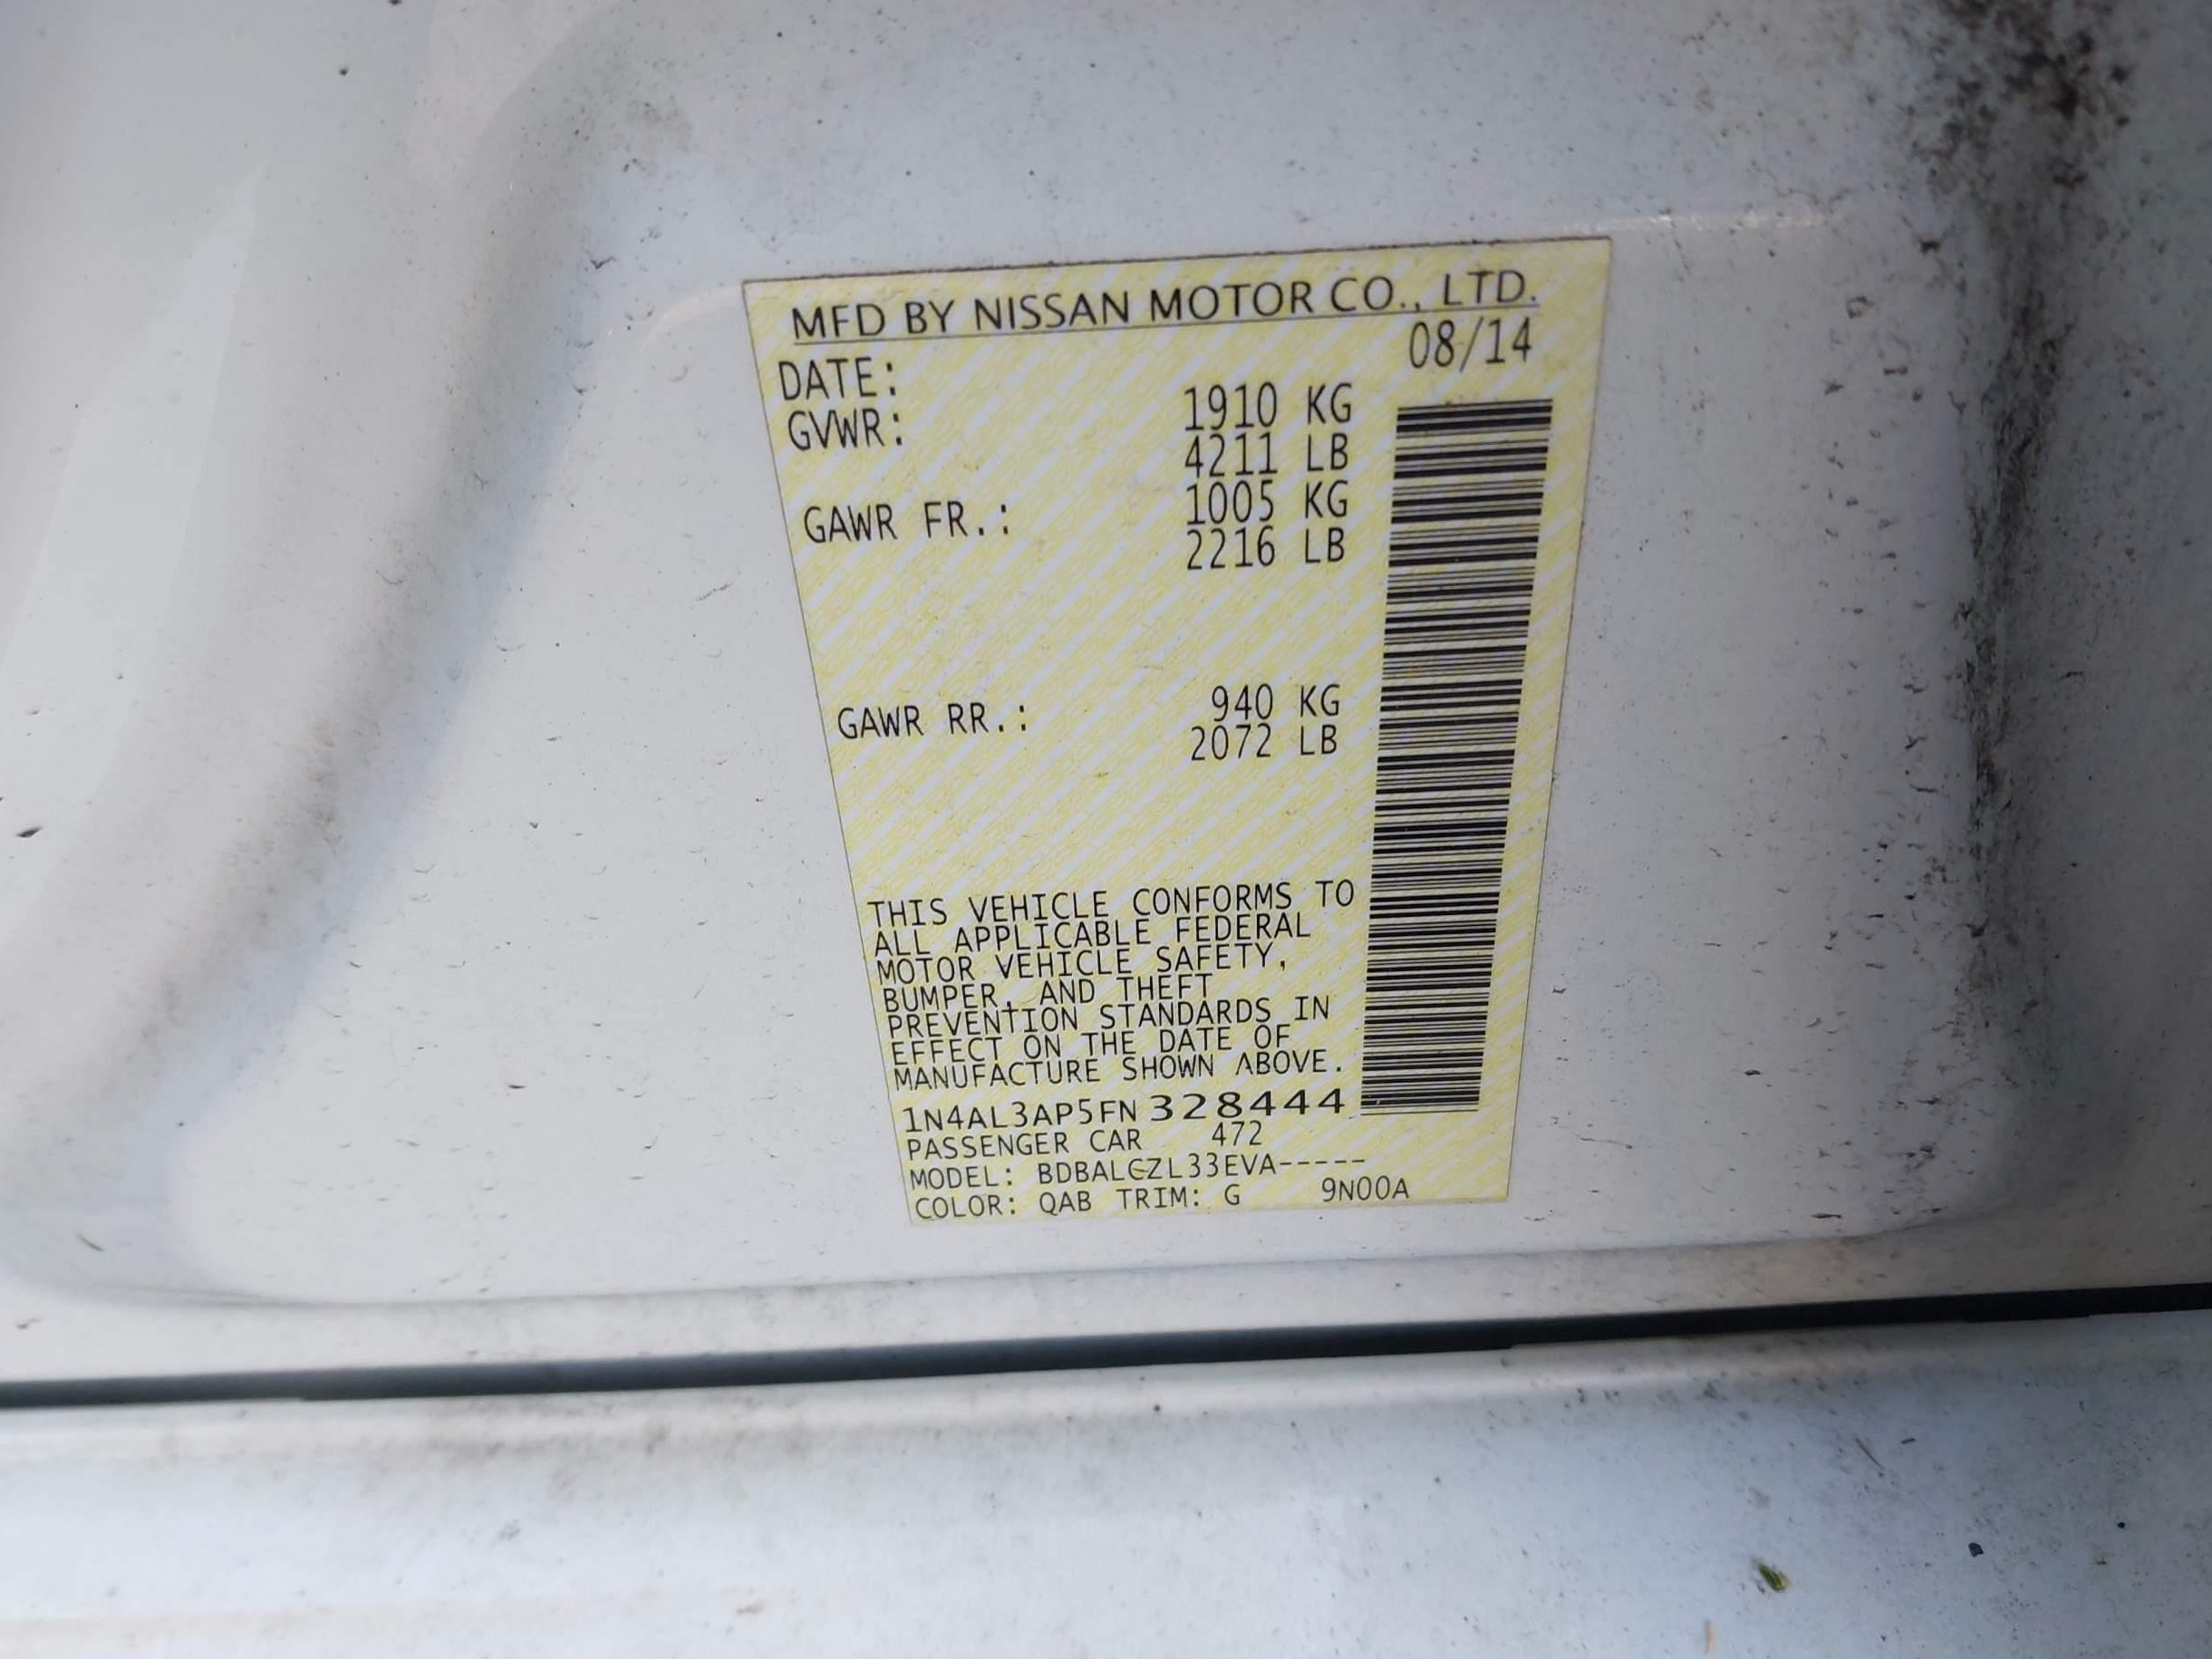 MFD BY NISSAN MOTOR CO., LTD.
DATE: 08/14
GVWR: 1910 KG
4211 LB
GAWR FR.: 1005 KG
2216 LB
GAWR RR.: 940 KG
2072 LB
THIS VEHICLE CONFORMS TO
ALL APPLICABLE FEDERAL
MOTOR VEHICLE SAFETY,
BUMPER, AND THEFT
PREVENTION STANDARDS IN
EFFECT ON THE DATE OF
MANUFACTURE SHOWN ABOVE.
1N4AL3AP5FN328444
PASSENGER CAR 472
MODEL: BDBALCZL33EVA-----
COLOR: QAB TRIM: G 9N00A